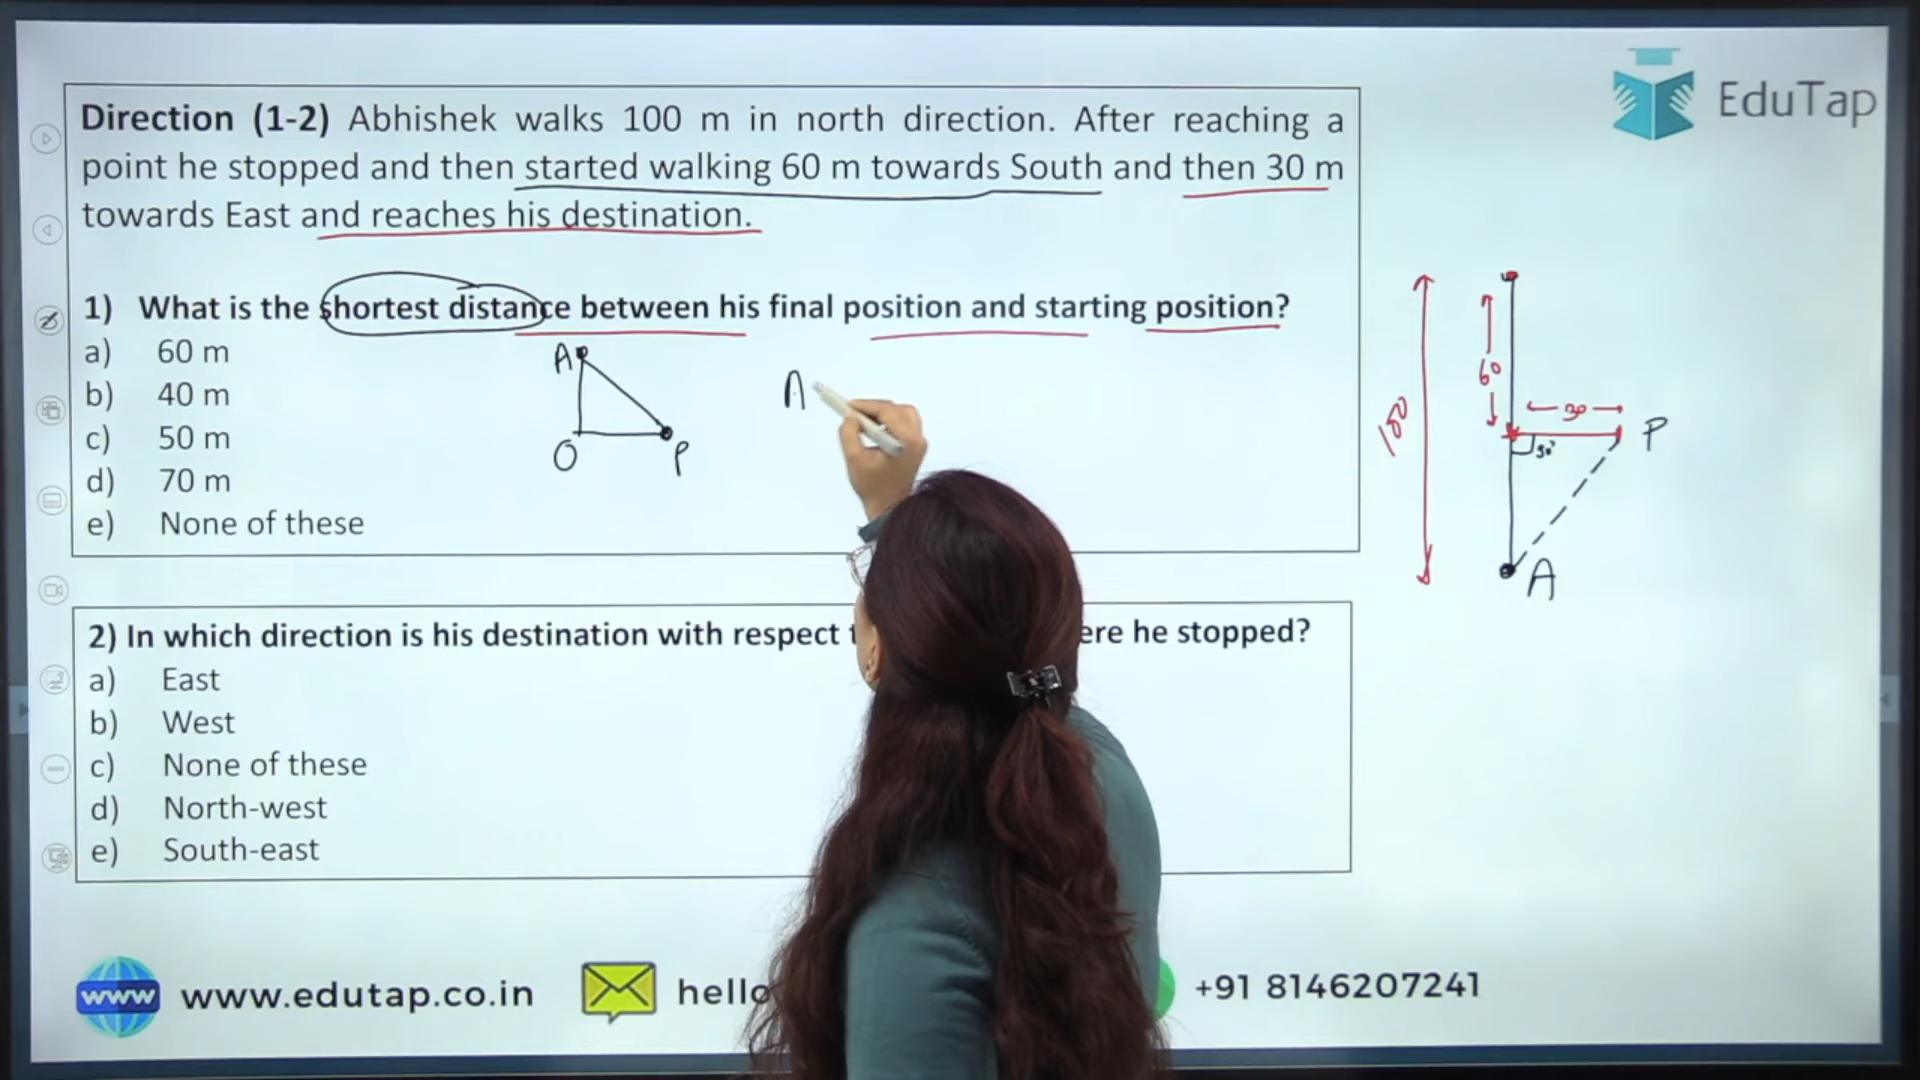 EduTap
Direction (1-2) Abhishek walks 100 m in north direction. After reaching a
point he stopped and then started walking 60 m towards South and then 30 m
towards East and reaches his destination.
1) What is the shortest distance between his final position and starting position?
a) 60 m
b) 40 m
c) 50 m
d) 70 m
e) None of these
A
O
P
A
100
60
30
P
90°
A
2) In which direction is his destination with respect ere he stopped?
a) East
b) West
c) None of these
d) North-west
e) South-east
www
www.edutap.co.in
hello
+91 8146207241